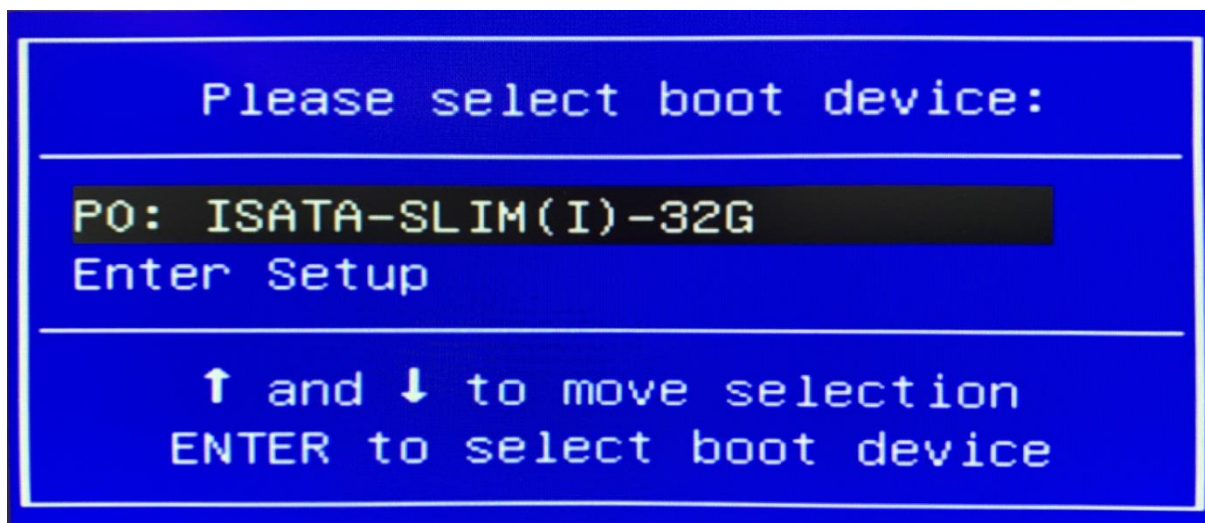 Please select boot device:
P0: ISATA-SLIM(I)-32G
Enter Setup
↑ and ↓ to move selection
ENTER to select boot device